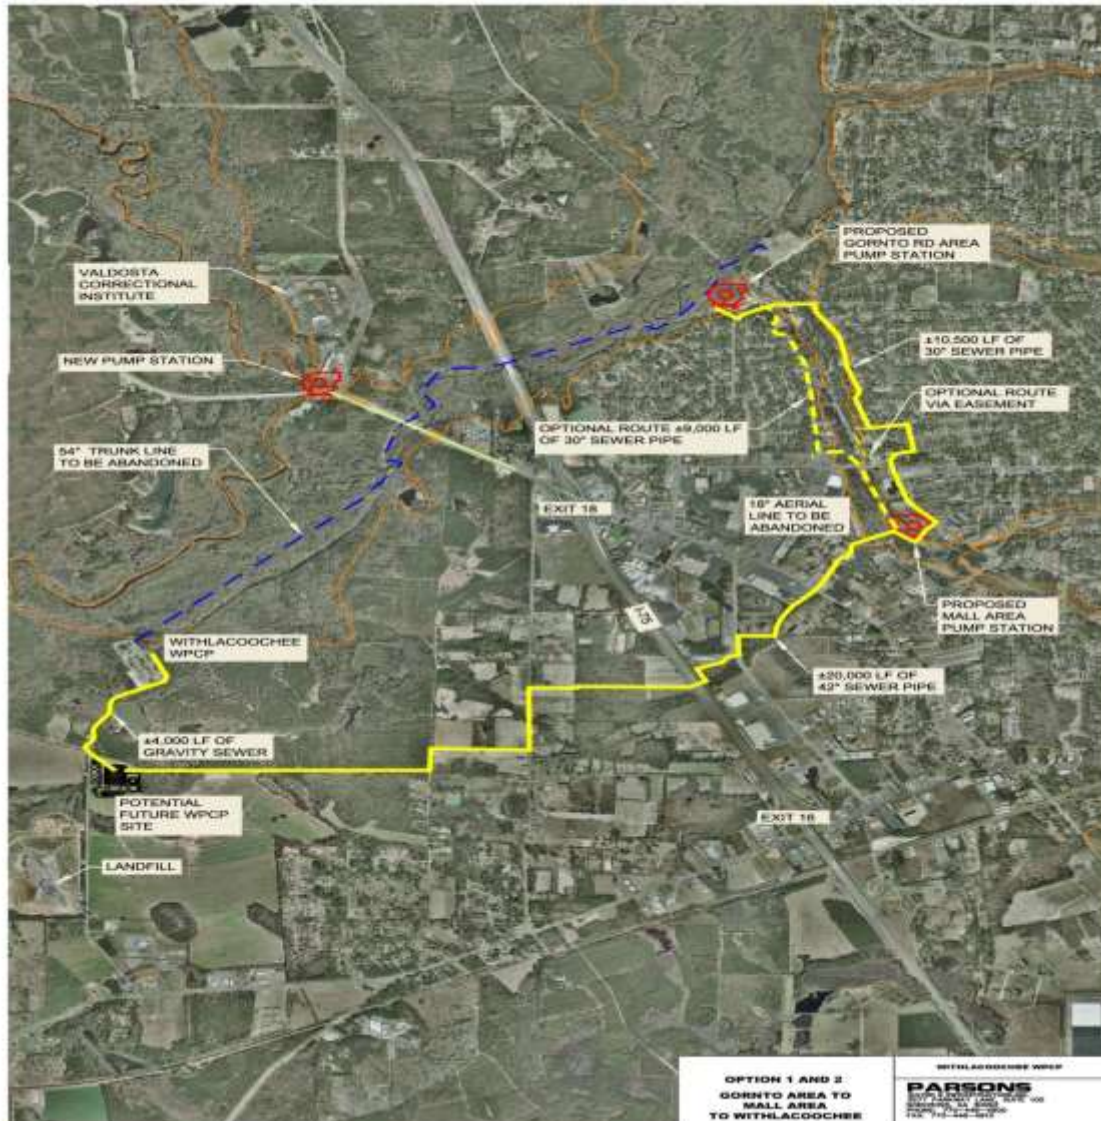 PROPOSED
GORNTO RD AREA
PUMP STATION
VALDOSTA
CORRECTIONAL
INSTITUTE
±10,500 LF OF
30" SEWER PIPE
NEW PUMP STATION
OPTIONAL ROUTE
VIA EASEMENT
OPTIONAL ROUTE ±9,000 LF
OF 30" SEWER PIPE
54" TRUNK LINE
TO BE ABANDONED
EXIT 18
AERIAL
LINE TO BE
ABANDONED
I-75
PROPOSED
MALL AREA
PUMP STATION
WITHLACOOCHEE
WPCP
±20,000 LF OF
42" SEWER PIPE
±4,000 LF OF
GRAVITY SEWER
POTENTIAL
FUTURE WPCP
SITE
EXIT 16
LANDFILL
OPTION 1 AND 2
GORNTO AREA TO
MALL AREA
TO WITHLACOOCHEE
WITHLACOOCHEE WPCP
PARSONS